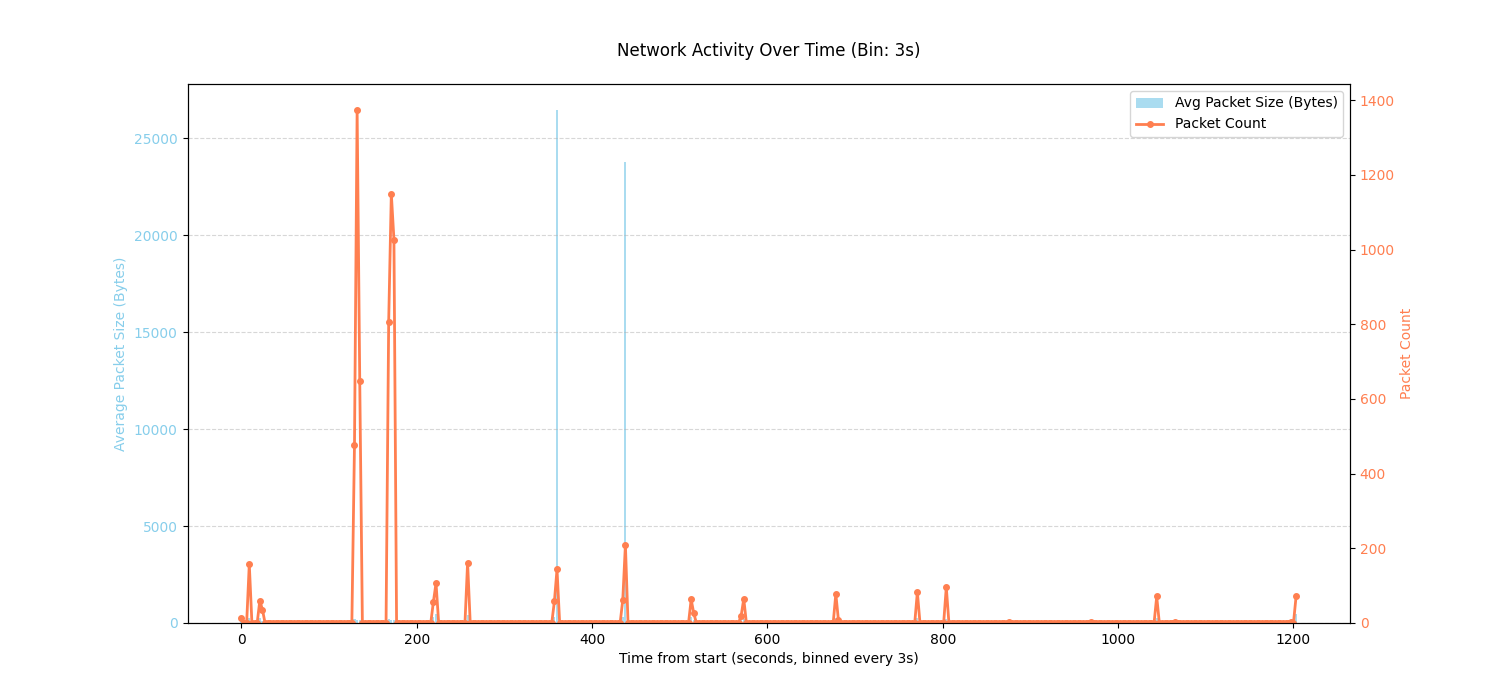 Network Activity Over Time (Bin: 3s)
Avg Packet Size (Bytes)
Packet Count
Average Packet Size (Bytes)
25000
20000
15000
10000
5000
0
1400
1200
1000
800
600
400
200
0
Packet Count
0 200 400 600 800 1000 1200
Time from start (seconds, binned every 3s)